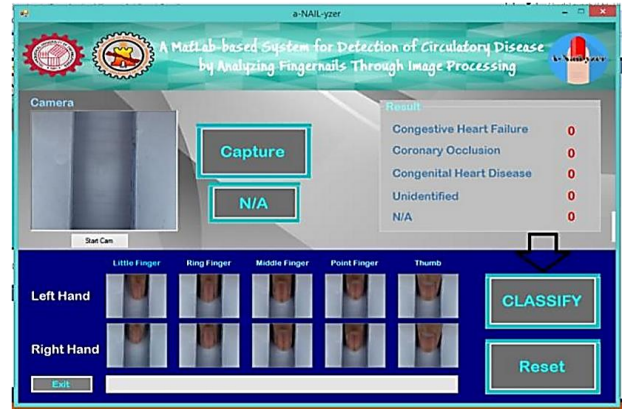 a-NAIL-yzer
A MatLab-based System for Detection of Circulatory Disease
by Analyzing Fingernails Through Image Processing
A-Nailyzer
Camera
Capture
N/A
Start Cam
Result
Congestive Heart Failure 0
Coronary Occlusion 0
Congenital Heart Disease 0
Unidentified 0
N/A 0
Little Finger Ring Finger Middle Finger Point Finger Thumb
Left Hand
Right Hand
CLASSIFY
Reset
Exit